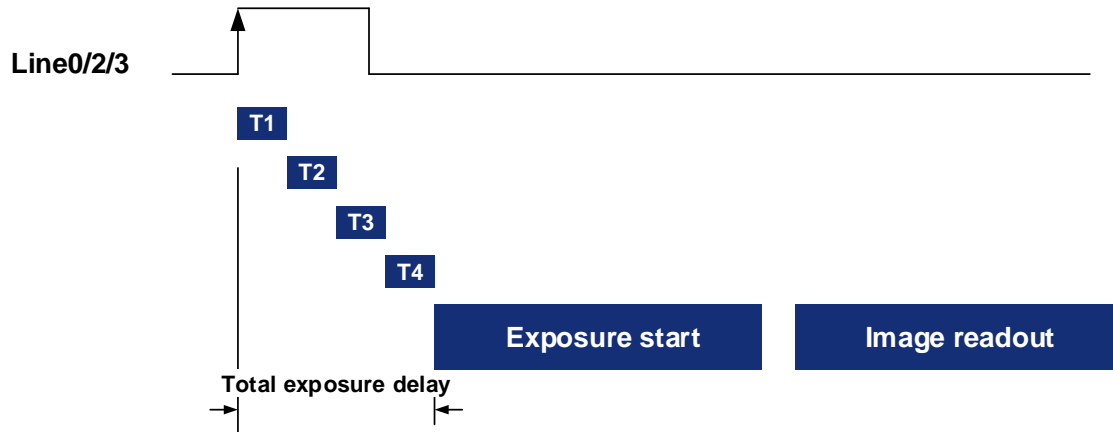 Line0/2/3
T1
T2
T3
T4
Exposure start
Image readout
Total exposure delay